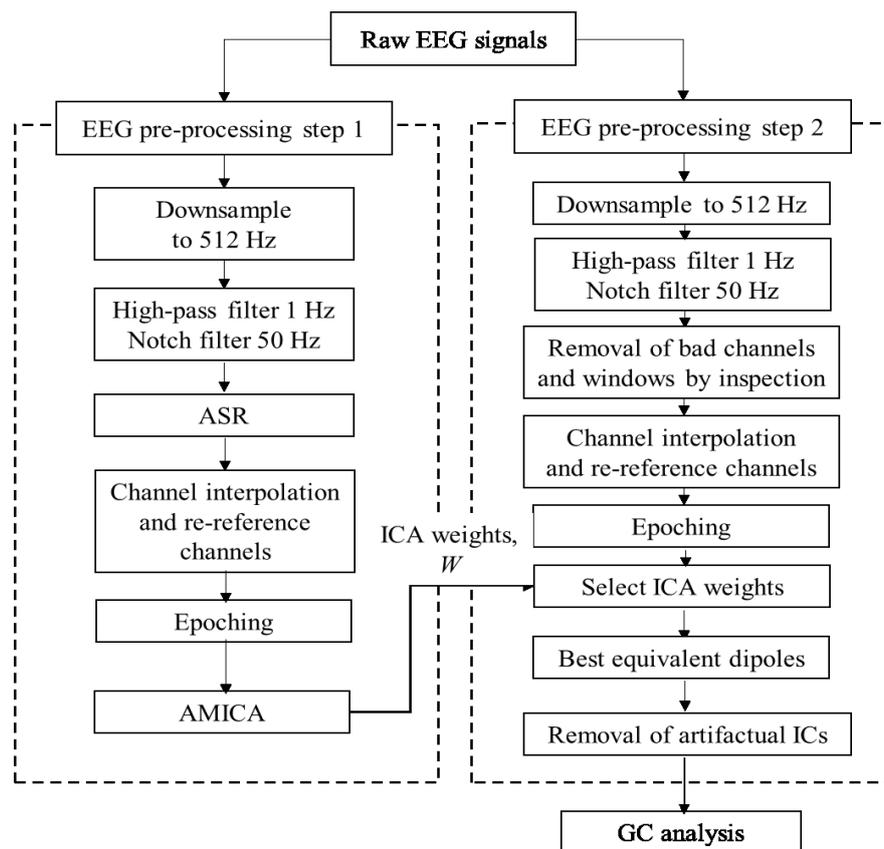 Raw EEG signals
EEG pre-processing step 1
Downsample
to 512 Hz
High-pass filter 1 Hz
Notch filter 50 Hz
ASR
Channel interpolation
and re-reference
channels
Epoching
AMICA
ICA weights,
W
EEG pre-processing step 2
Downsample to 512 Hz
High-pass filter 1 Hz
Notch filter 50 Hz
Removal of bad channels
and windows by inspection
Channel interpolation
and re-reference channels
Epoching
Select ICA weights
Best equivalent dipoles
Removal of artifactual ICs
GC analysis